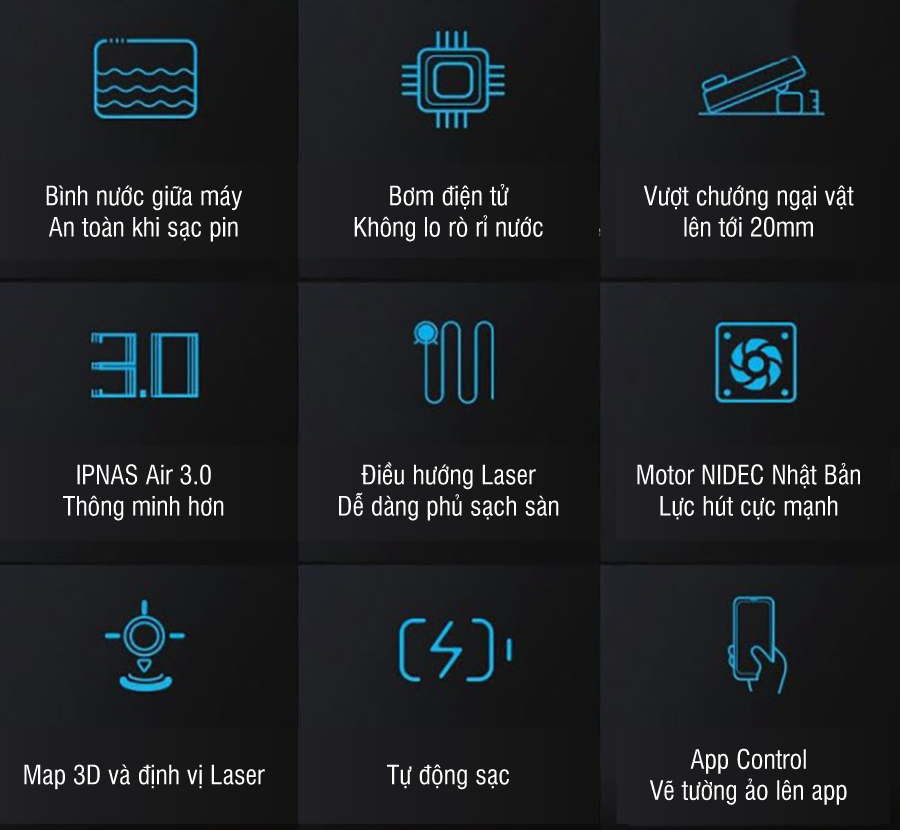 Bình nước giữa máy
An toàn khi sạc pin
Bơm điện tử
Không lo rò rỉ nước
Vượt chướng ngại vật
lên tới 20mm
3.0
IPNAS Air 3.0
Thông minh hơn
Điều hướng Laser
Dễ dàng phủ sạch sàn
Motor NIDEC Nhật Bản
Lực hút cực mạnh
Map 3D và định vị Laser
Tự động sạc
App Control
Vẽ tường ảo lên app